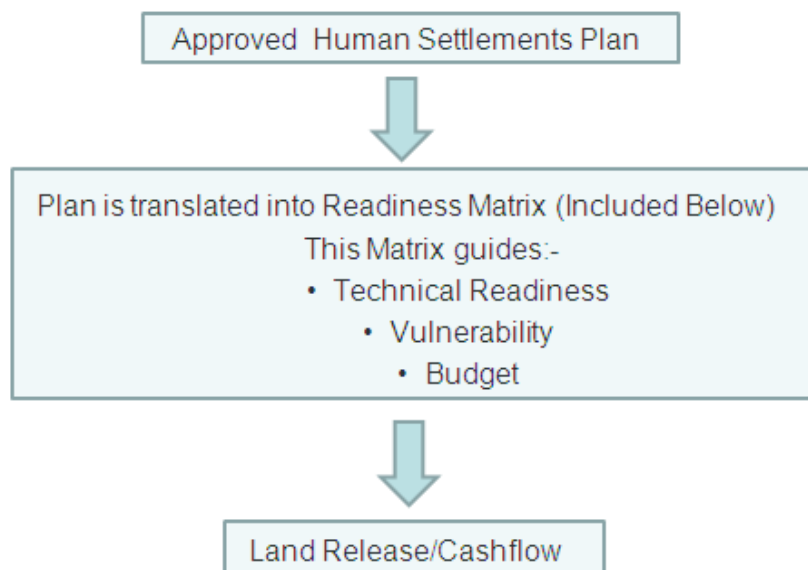 Approved Human Settlements Plan
Plan is translated into Readiness Matrix (Included Below)
This Matrix guides:-
• Technical Readiness
• Vulnerability
• Budget
Land Release/Cashflow